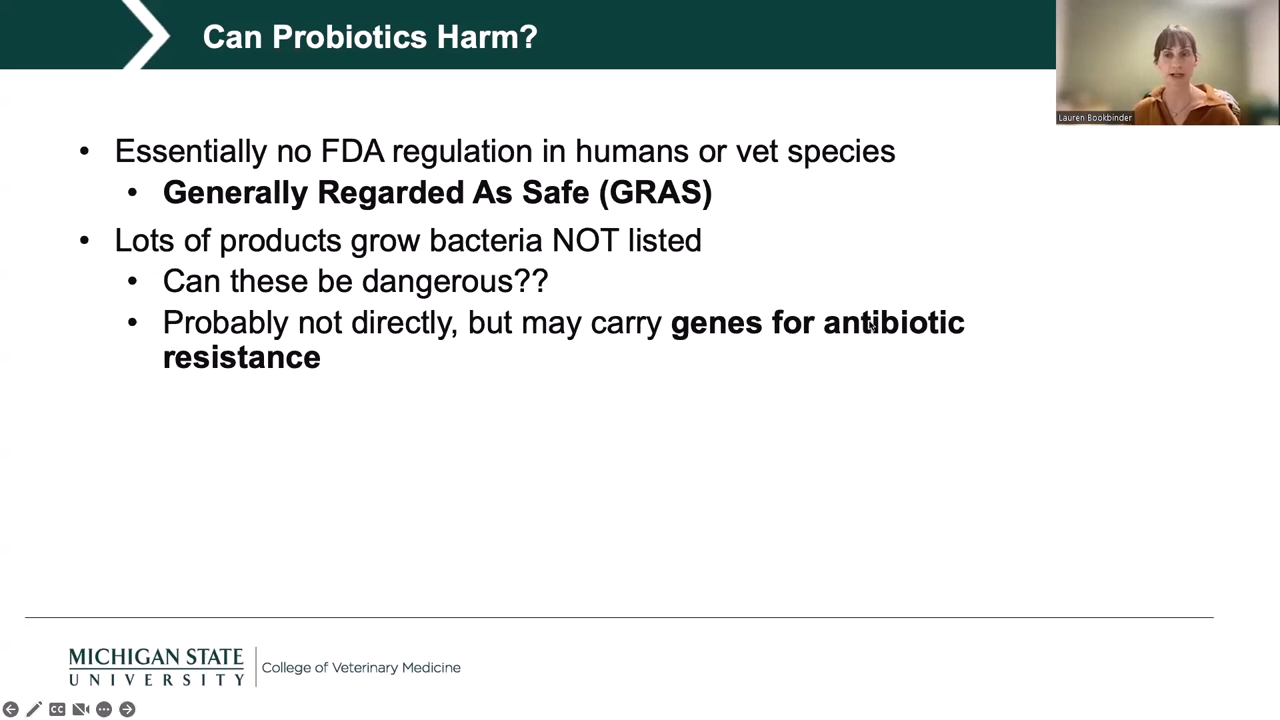 Can Probiotics Harm?
Lauren Bookbinder
• Essentially no FDA regulation in humans or vet species
• Generally Regarded As Safe (GRAS)
• Lots of products grow bacteria NOT listed
• Can these be dangerous??
• Probably not directly, but may carry genes for antibiotic
resistance
MICHIGAN STATE
UNIVERSITY
College of Veterinary Medicine
CC